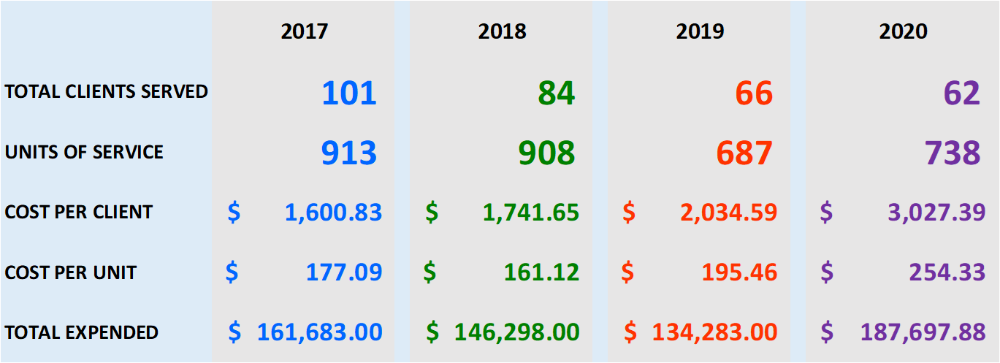 2017 2018 2019 2020
TOTAL CLIENTS SERVED 101 84 66 62
UNITS OF SERVICE 913 908 687 738
COST PER CLIENT $ 1,600.83 $ 1,741.65 $ 2,034.59 $ 3,027.39
COST PER UNIT $ 177.09 $ 161.12 $ 195.46 $ 254.33
TOTAL EXPENDED $ 161,683.00 $ 146,298.00 $ 134,283.00 $ 187,697.88